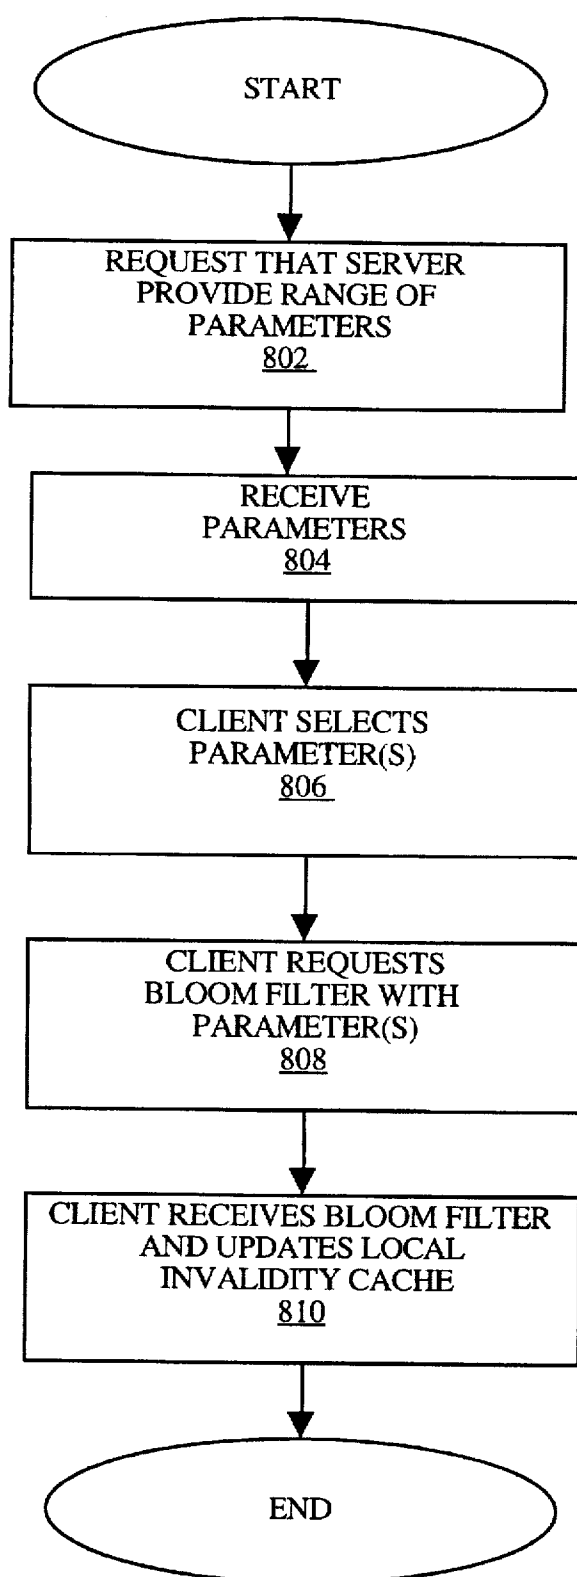 START
REQUEST THAT SERVER
PROVIDE RANGE OF
PARAMETERS
802
RECEIVE
PARAMETERS
804
CLIENT SELECTS
PARAMETER(S)
806
CLIENT REQUESTS
BLOOM FILTER WITH
PARAMETER(S)
808
CLIENT RECEIVES BLOOM FILTER
AND UPDATES LOCAL
INVALIDITY CACHE
810
END